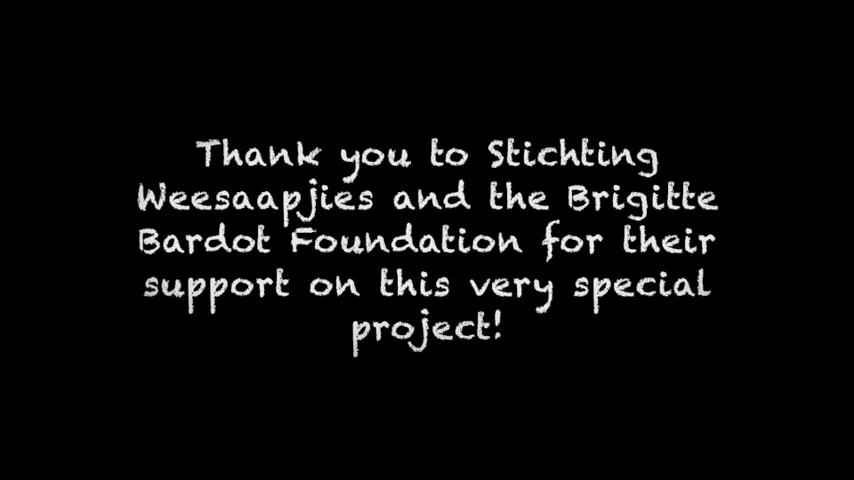 Thank you to Stichting
Weesaapjies and the Brigitte
Bardot Foundation for their
support on this very special
project!